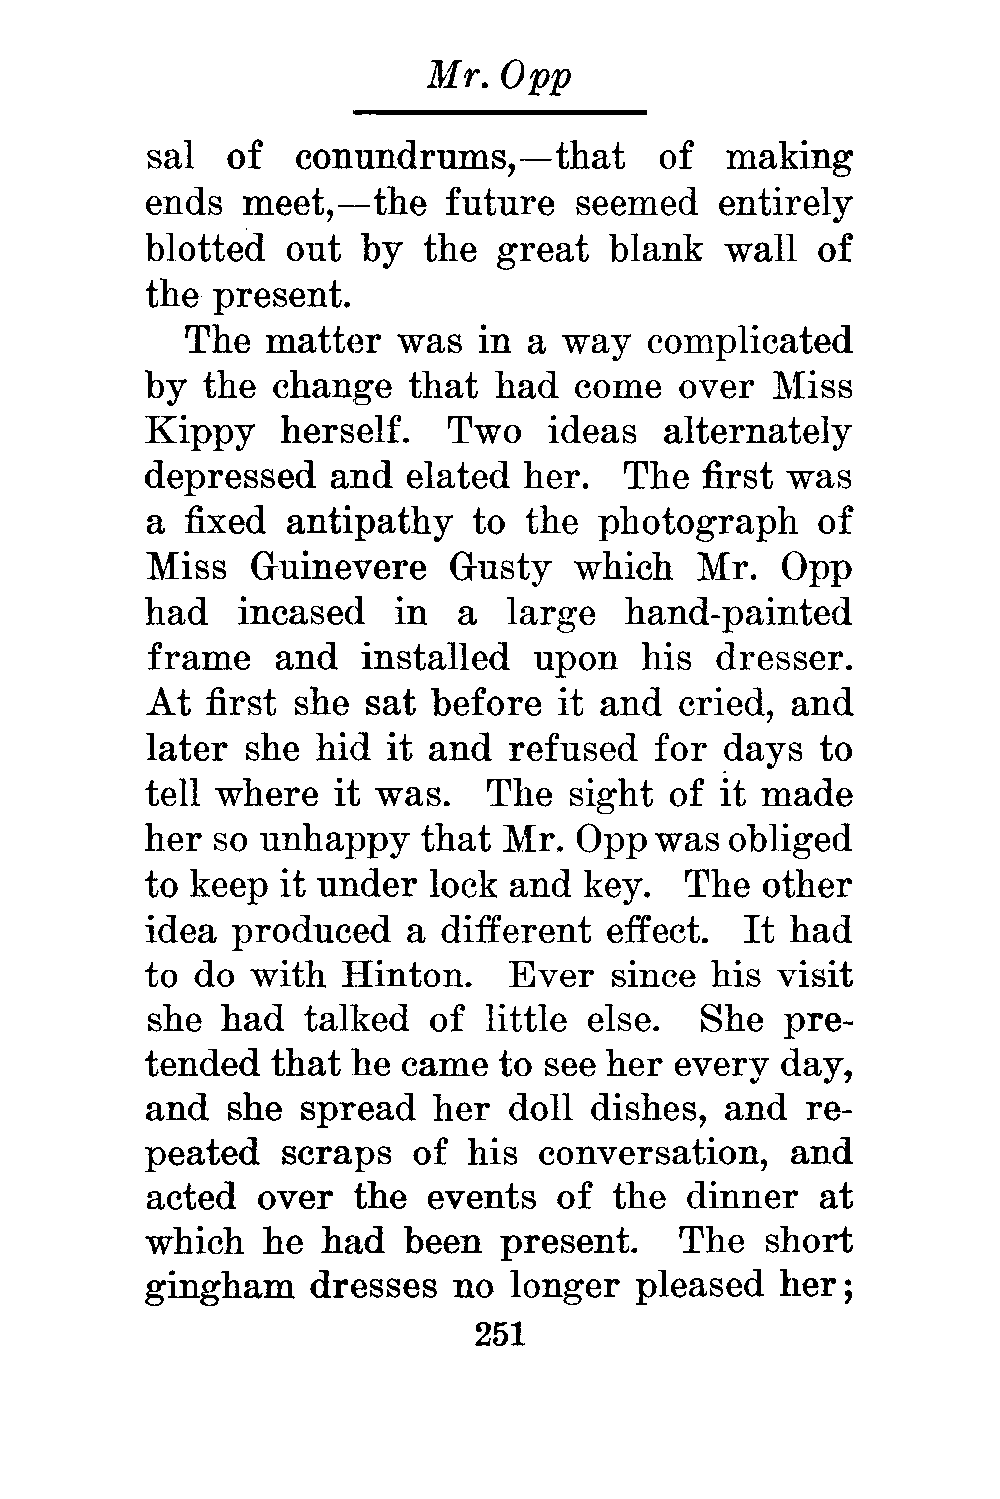 Mr. Opp
sal of conundrums,—that of making
ends meet,—the future seemed entirely
blotted out by the great blank wall of
the present.
The matter was in a way complicated
by the change that had come over Miss
Kippy herself. Two ideas alternately
depressed and elated her. The first was
a fixed antipathy to the photograph of
Miss Guinevere Gusty which Mr. Opp
had incased in a large hand-painted
frame and installed upon his dresser.
At first she sat before it and cried, and
later she hid it and refused for days to
tell where it was. The sight of it made
her so unhappy that Mr. Opp was obliged
to keep it under lock and key. The other
idea produced a different effect. It had
to do with Hinton. Ever since his visit
she had talked of little else. She pre-
tended that he came to see her every day,
and she spread her doll dishes, and re-
peated scraps of his conversation, and
acted over the events of the dinner at
which he had been present. The short
gingham dresses no longer pleased her;
251